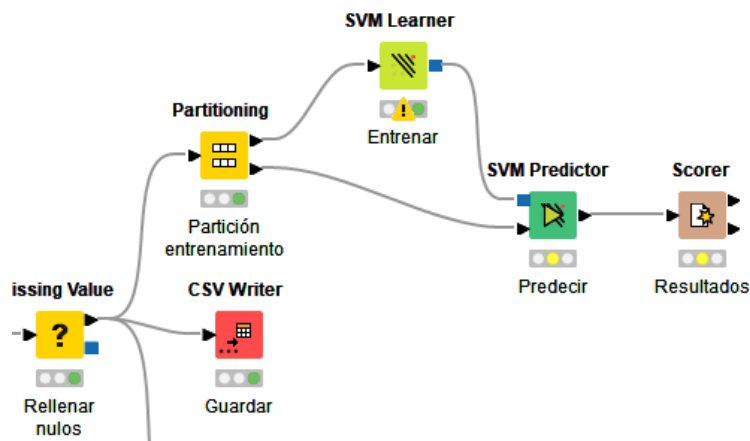 SVM Learner
Entrenar
Partitioning
Partición
entrenamiento
SVM Predictor
Predecir
Scorer
Resultados
issing Value
?
Rellenar
nulos
CSV Writer
Guardar